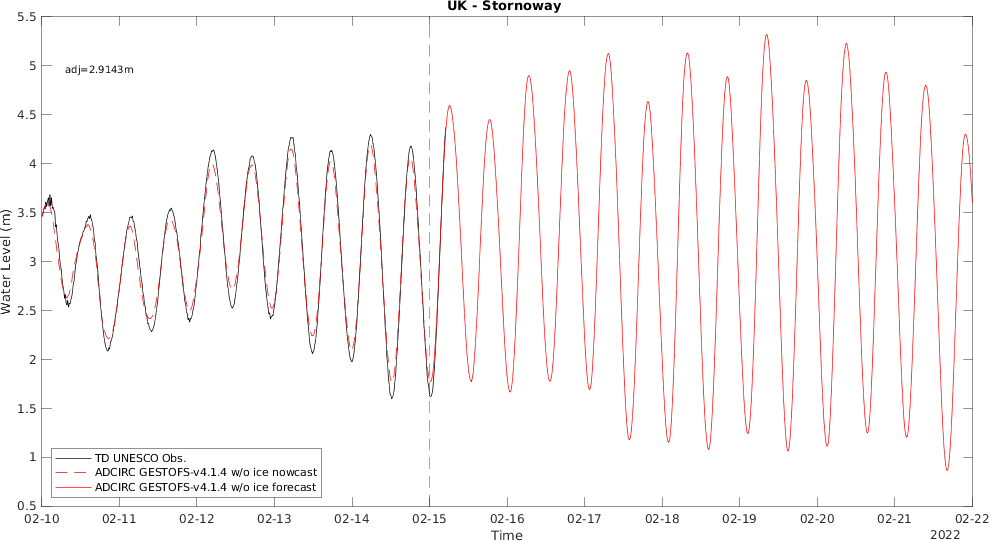 UK - Stornoway
adj=2.9143m
Water Level (m)
5.5
5
4.5
4
3.5
3
2.5
2
1.5
1
0.5
TD UNESCO Obs.
ADCIRC GESTOFS-v4.1.4 w/o ice nowcast
ADCIRC GESTOFS-v4.1.4 w/o ice forecast
02-10 02-11 02-12 02-13 02-14 02-15 02-16 02-17 02-18 02-19 02-20 02-21 02-22
Time
2022